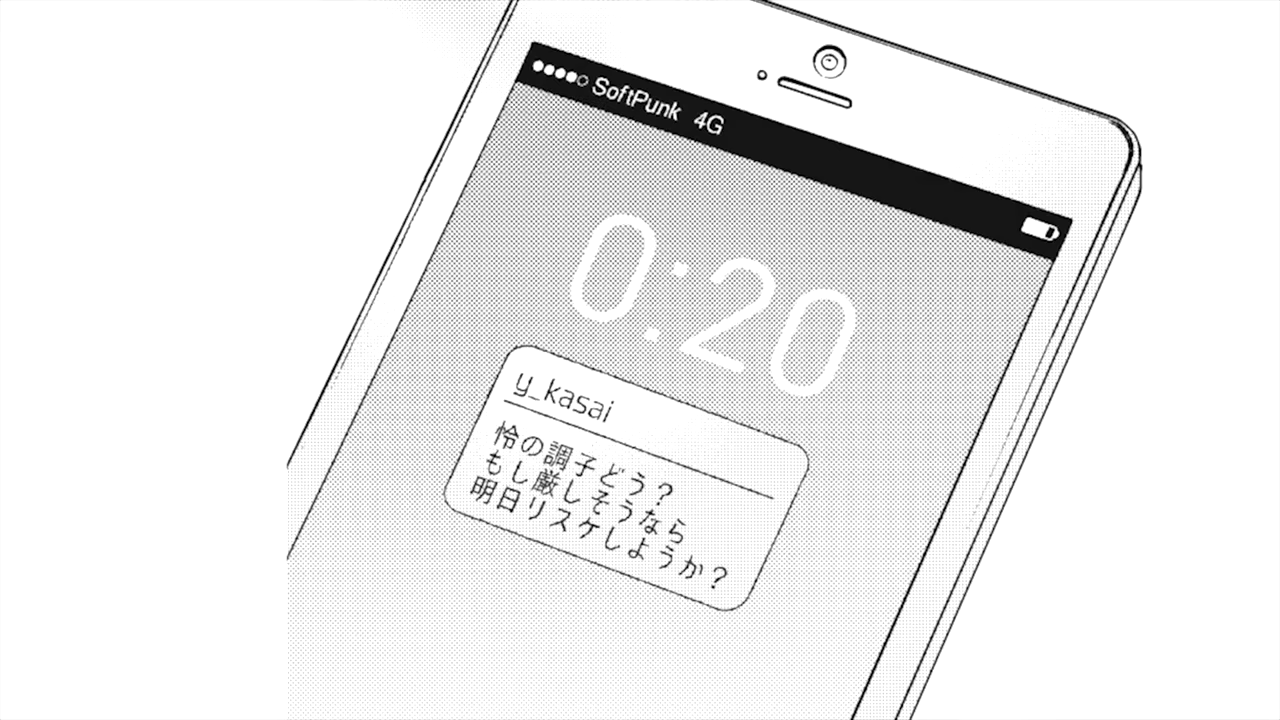 SoftPunk 4G
0:20
y_kasai
怜の調子どう？
もし厳しそうなら
明日リスケしようか？